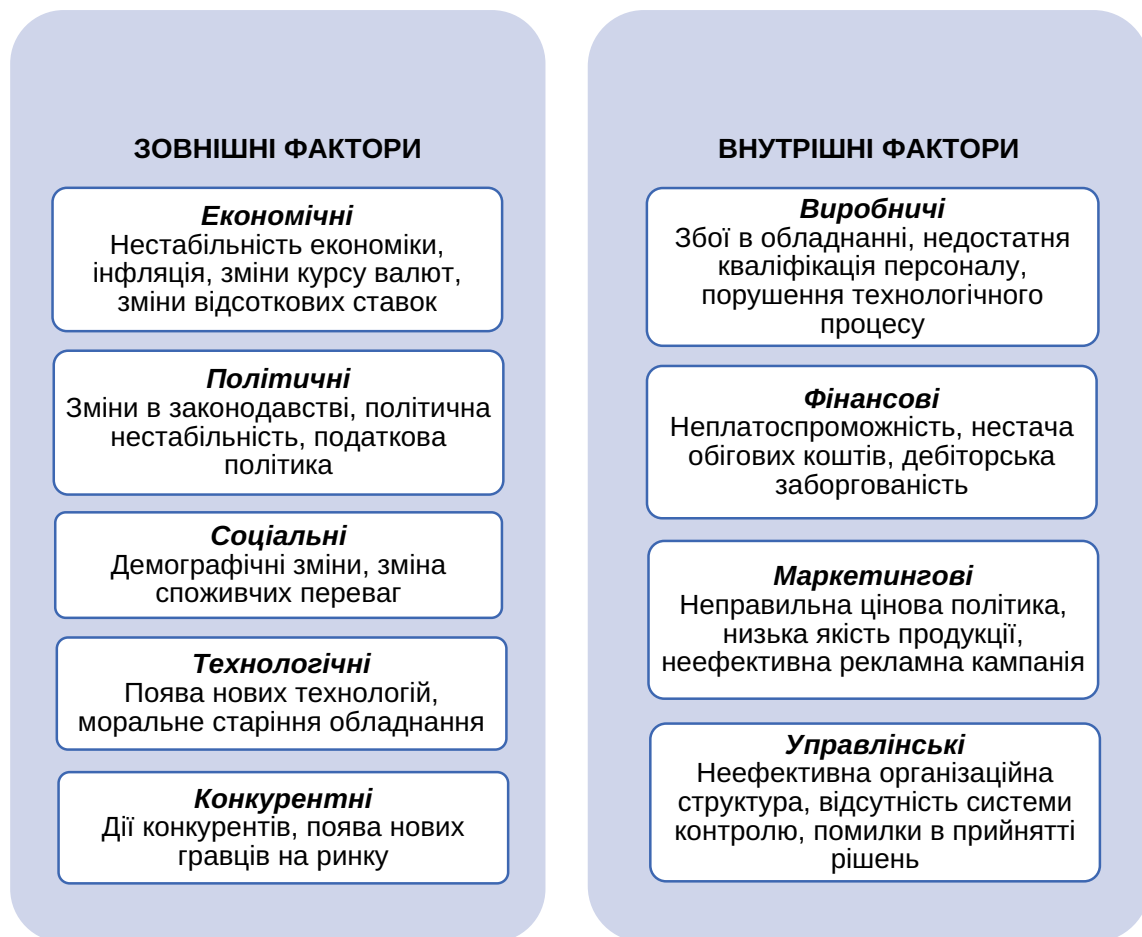 ЗОВНІШНІ ФАКТОРИ
Економічні
Нестабільність економіки,
інфляція, зміни курсу валют,
зміни відсоткових ставок
Політичні
Зміни в законодавстві, політична
нестабільність, податкова
політика
Соціальні
Демографічні зміни, зміна
споживчих переваг
Технологічні
Поява нових технологій,
моральне старіння обладнання
Конкурентні
Дії конкурентів, поява нових
гравців на ринку
ВНУТРІШНІ ФАКТОРИ
Виробничі
Збої в обладнанні, недостатня
кваліфікація персоналу,
порушення технологічного
процесу
Фінансові
Неплатоспроможність, нестача
обігових коштів, дебіторська
заборгованість
Маркетингові
Неправильна цінова політика,
низька якість продукції,
неефективна рекламна кампанія
Управлінські
Неефективна організаційна
структура, відсутність системи
контролю, помилки в прийнятті
рішень